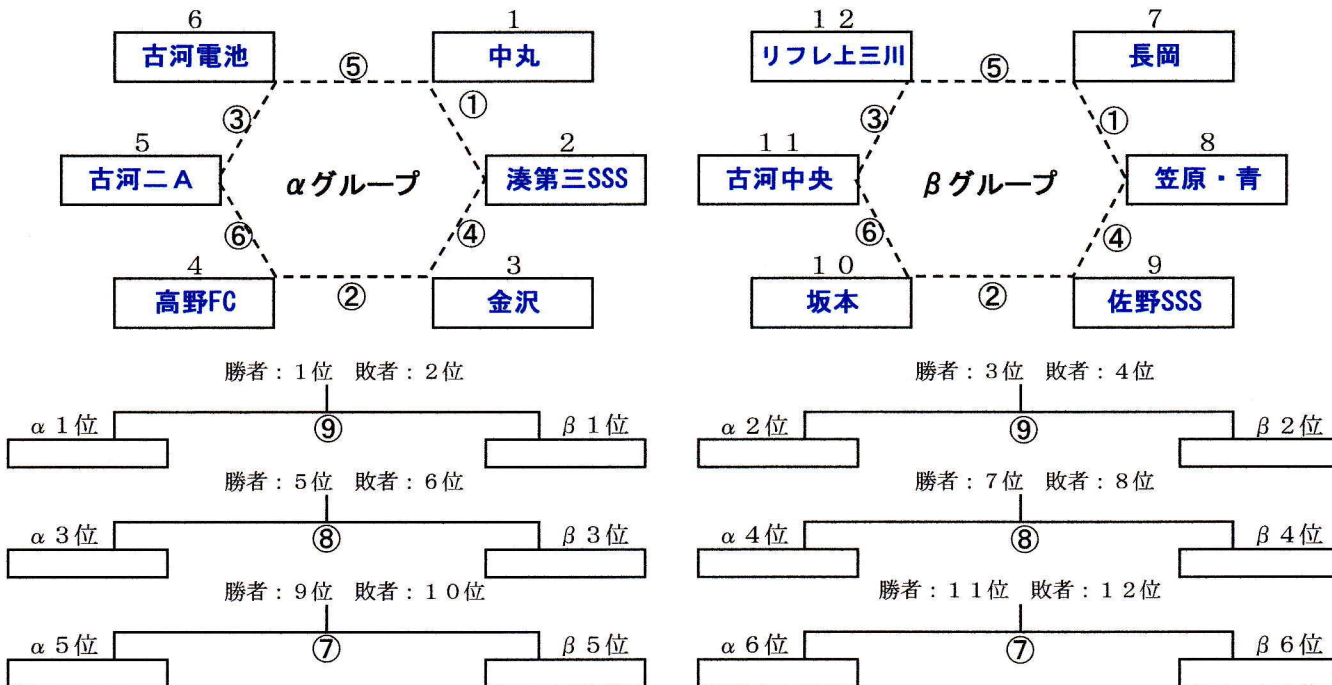 6 1 12 7
古河電池 中丸 リフレ上三川 長岡
⑤ ⑤
③ ① ③ ①
5 2 11 8
古河二A αグループ 湊第三SSS 古河中央 βグループ 笠原・青
⑥ ④ ⑥ ④
4 3 10 9
高野FC ② 金沢 坂本 ② 佐野SSS
勝者:1位 敗者:2位 勝者:3位 敗者:4位
α1位 ⑨ β1位 α2位 ⑨ β2位
勝者:5位 敗者:6位 勝者:7位 敗者:8位
α3位 ⑧ β3位 α4位 ⑧ β4位
勝者:9位 敗者:10位 勝者:11位 敗者:12位
α5位 ⑦ β5位 α6位 ⑦ β6位